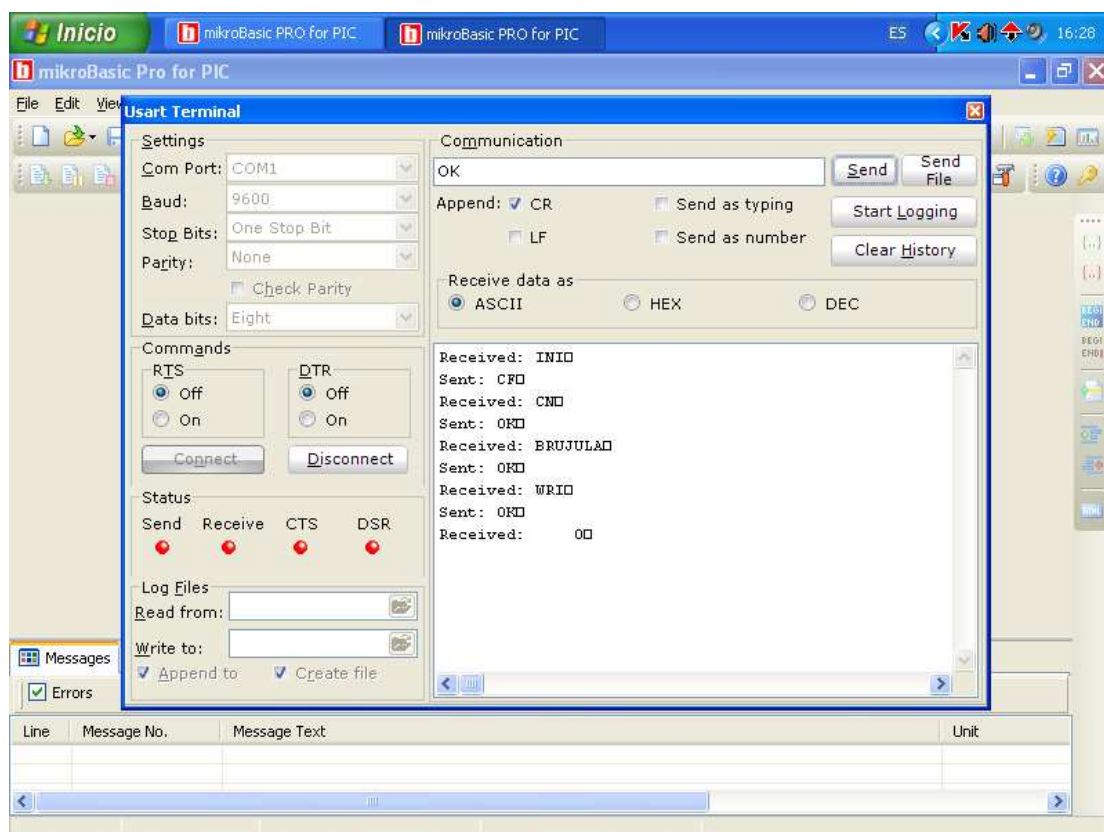 Inicio
mikroBasic PRO for PIC
mikroBasic PRO for PIC
ES
16:28
mikroBasic Pro for PIC
File Edit View
Usart Terminal
Settings
Com Port: COM1
Baud: 9600
Stop Bits: One Stop Bit
Parity: None
Check Parity
Data bits: Eight
Commands
RTS
Off
On
DTR
Off
On
Connect
Disconnect
Status
Send Receive CTS DSR
Log Files
Read from:
Write to:
Append to
Create file
Communication
OK
Send
Send File
Append: CR
Send as typing
Start Logging
LF
Send as number
Clear History
Receive data as
ASCII
HEX
DEC
Received: INI□
Sent: CF□
Received: CN□
Sent: OK□
Received: BRUJULA□
Sent: OK□
Received: WRI□
Sent: OK□
Received: 0□
Messages
Errors
Line Message No. Message Text Unit